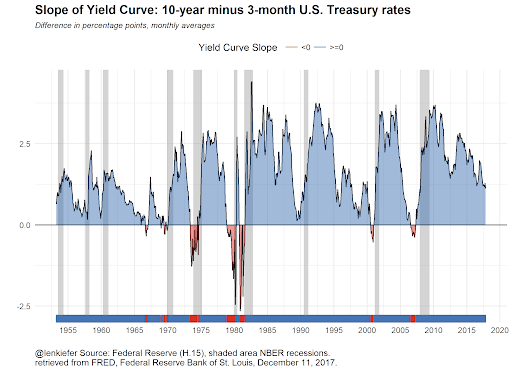 Slope of Yield Curve: 10-year minus 3-month U.S. Treasury rates
Difference in percentage points, monthly averages
Yield Curve Slope <0 >=0
2.5
0.0
-2.5
1955 1960 1965 1970 1975 1980 1985 1990 1995 2000 2005 2010 2015 2020
@lenkiefer Source: Federal Reserve (H.15), shaded area NBER recessions.
retrieved from FRED, Federal Reserve Bank of St. Louis, December 11, 2017.